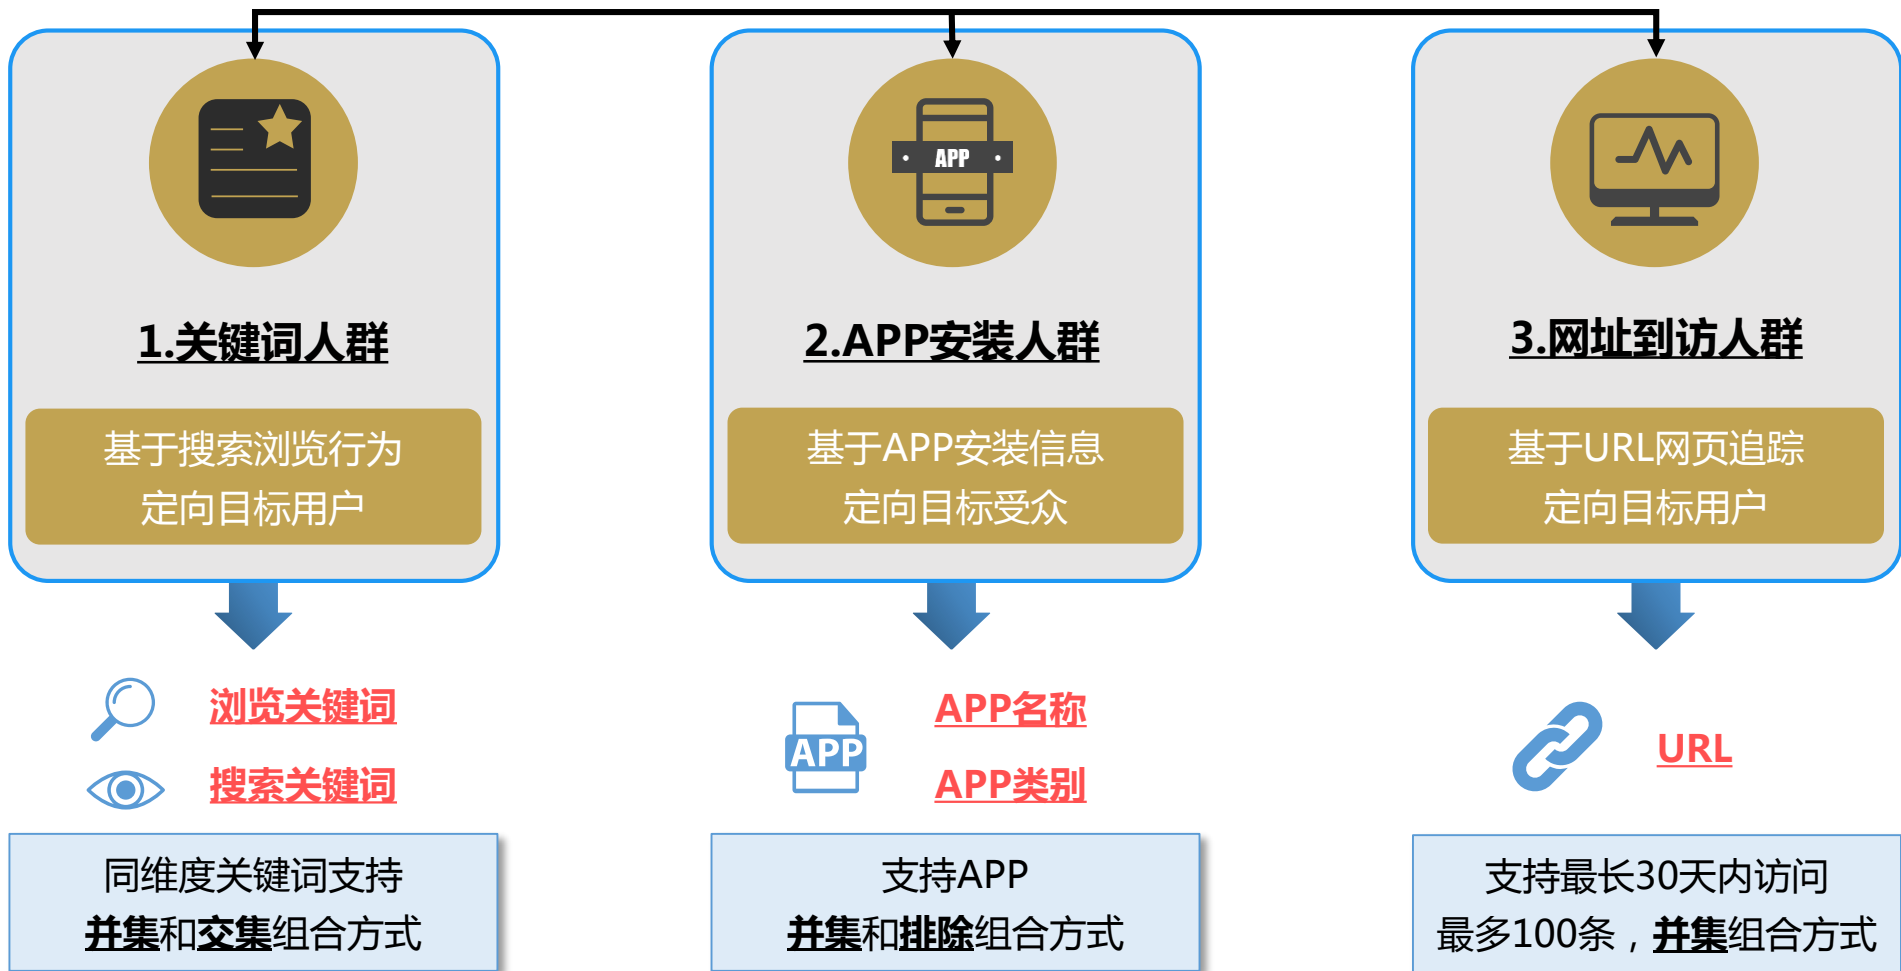 APP
1.关键词人群
基于搜索浏览行为
定向目标用户
浏览关键词
搜索关键词
同维度关键词支持
并集和交集组合方式
2.APP安装人群
基于APP安装信息
定向目标受众
APP
APP名称
APP类别
支持APP
并集和排除组合方式
3.网址到访人群
基于URL网页追踪
定向目标用户
URL
支持最长30天内访问
最多100条，并集组合方式